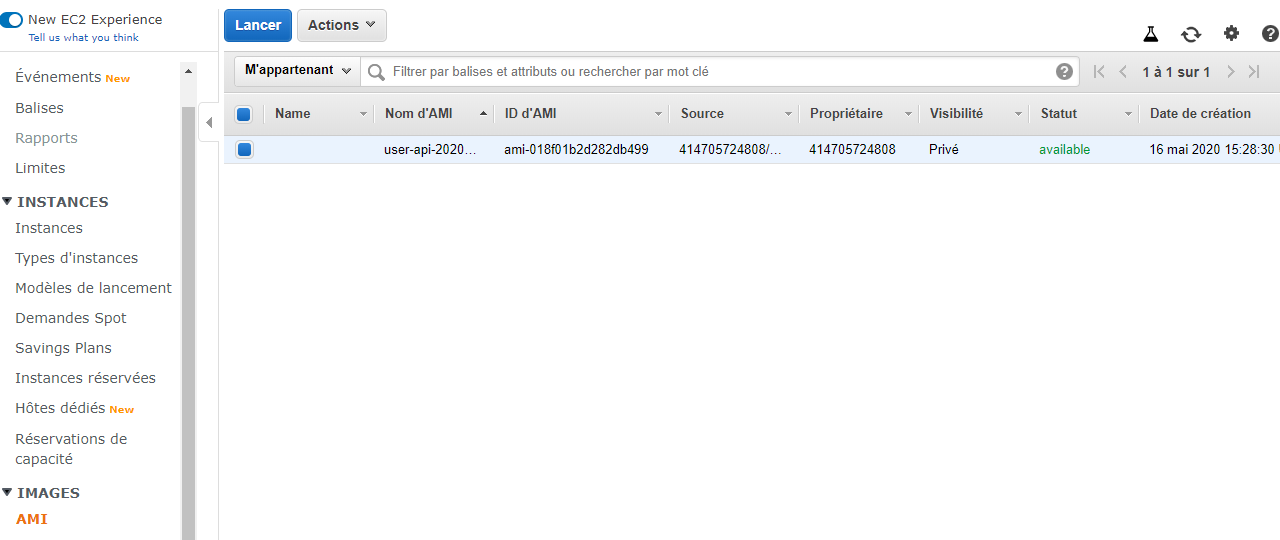 New EC2 Experience
Tell us what you think
Événements New
Balises
Rapports
Limites
INSTANCES
Instances
Types d'instances
Modèles de lancement
Demandes Spot
Savings Plans
Instances réservées
Hôtes dédiés New
Réservations de
capacité
IMAGES
AMI
Lancer Actions
M'appartenant Filtrer par balises et attributs ou rechercher par mot clé ? 1 à 1 sur 1
Name Nom d'AMI ID d'AMI Source Propriétaire Visibilité Statut Date de création
user-api-2020... ami-018f01b2d282db499 414705724808/... 414705724808 Privé available 16 mai 2020 15:28:30